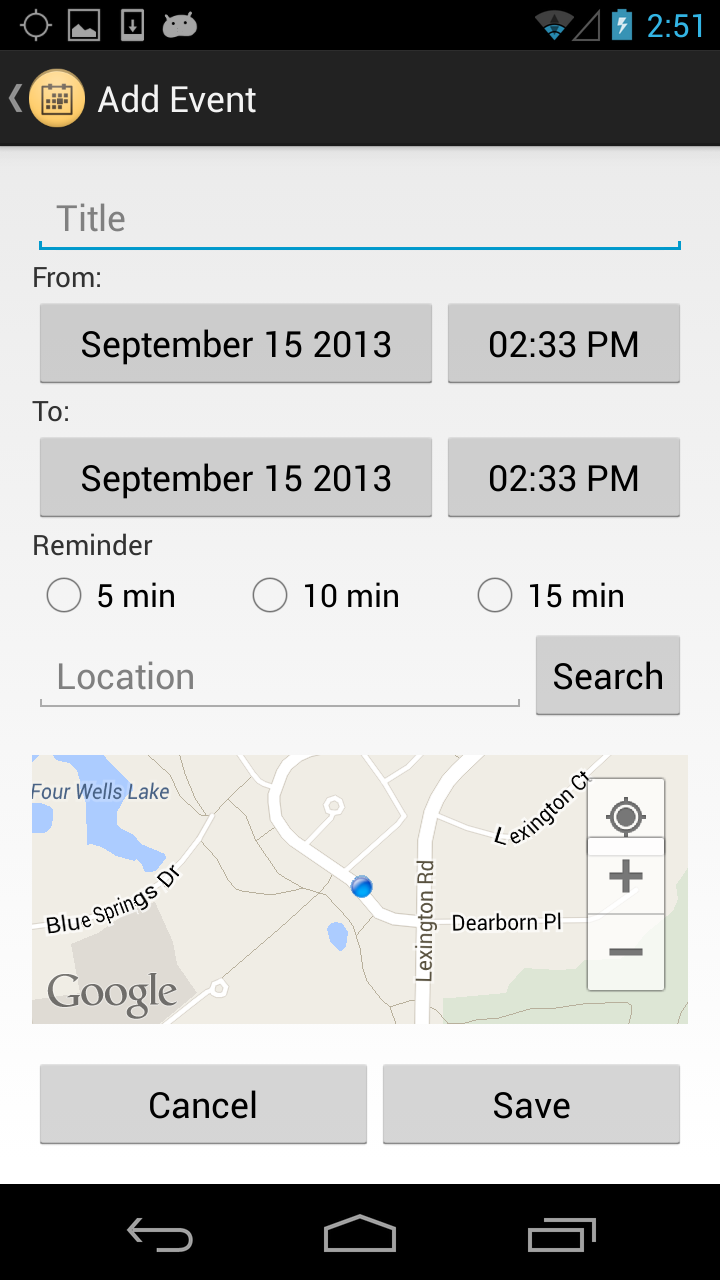 2:51
Add Event
Title
From:
September 15 2013
02:33 PM
To:
September 15 2013
02:33 PM
Reminder
5 min
10 min
15 min
Location
Search
Four Wells Lake
Lexington Ct
Blue Springs Dr
Lexington Rd
Dearborn Pl
Google
Cancel
Save